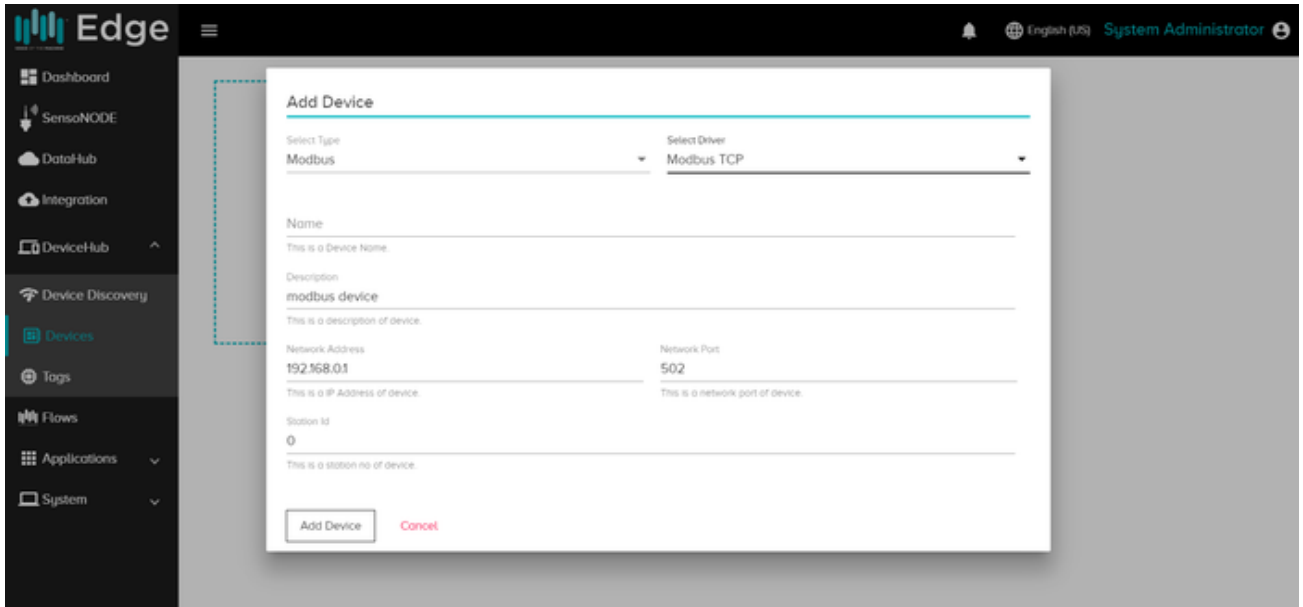 Edge
English (US) System Administrator
Dashboard
SensoNODE
DataHub
Integration
DeviceHub
Device Discovery
Devices
Tags
Flows
Applications
System
Add Device
Select Type
Modbus
Select Driver
Modbus TCP
Name
This is a Device Name.
Description
modbus device
This is a description of device.
Network Address
192.168.0.1
This is a IP Address of device.
Network Port
502
This is a network port of device.
Station Id
0
This is a station no of device.
Add Device
Cancel